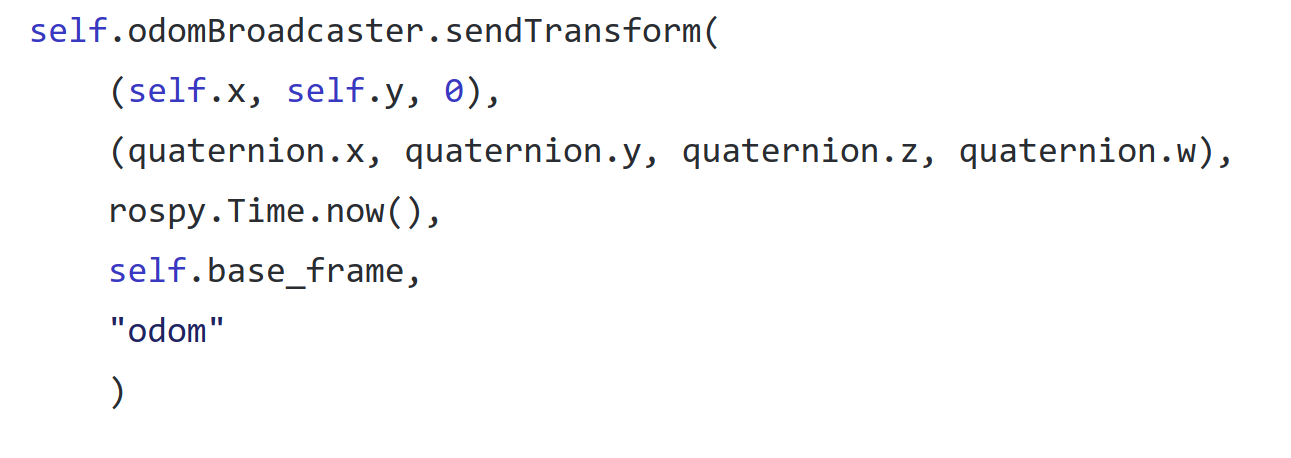 self.odomBroadcaster.sendTransform(
    (self.x, self.y, 0),
    (quaternion.x, quaternion.y, quaternion.z, quaternion.w),
    rospy.Time.now(),
    self.base_frame,
    "odom"
    )